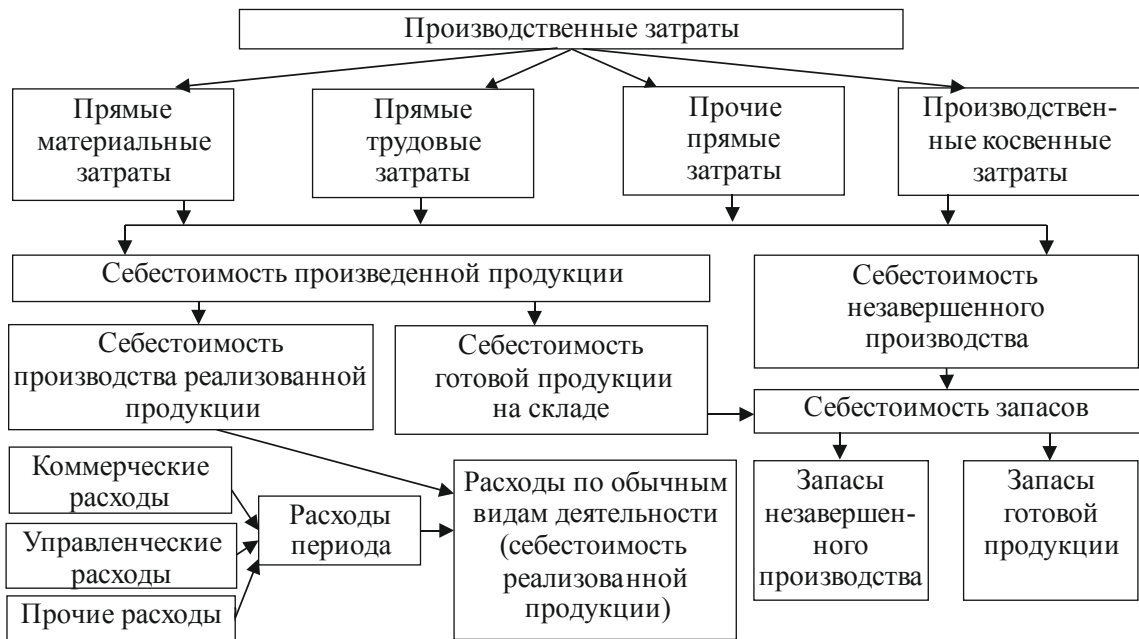 Производственные затраты
Прямые
материальные
затраты
Прямые
трудовые
затраты
Прочие
прямые
затраты
Производствен-
ные косвенные
затраты
Себестоимость произведенной продукции
Себестоимость
незавершенного
производства
Себестоимость
производства реализованной
продукции
Себестоимость
готовой продукции
на складе
Себестоимость запасов
Коммерческие
расходы
Управленческие
расходы
Прочие расходы
Расходы
периода
Расходы по обычным
видам деятельности
(себестоимость
реализованной
продукции)
Запасы
незавершен-
ного
производства
Запасы
готовой
продукции